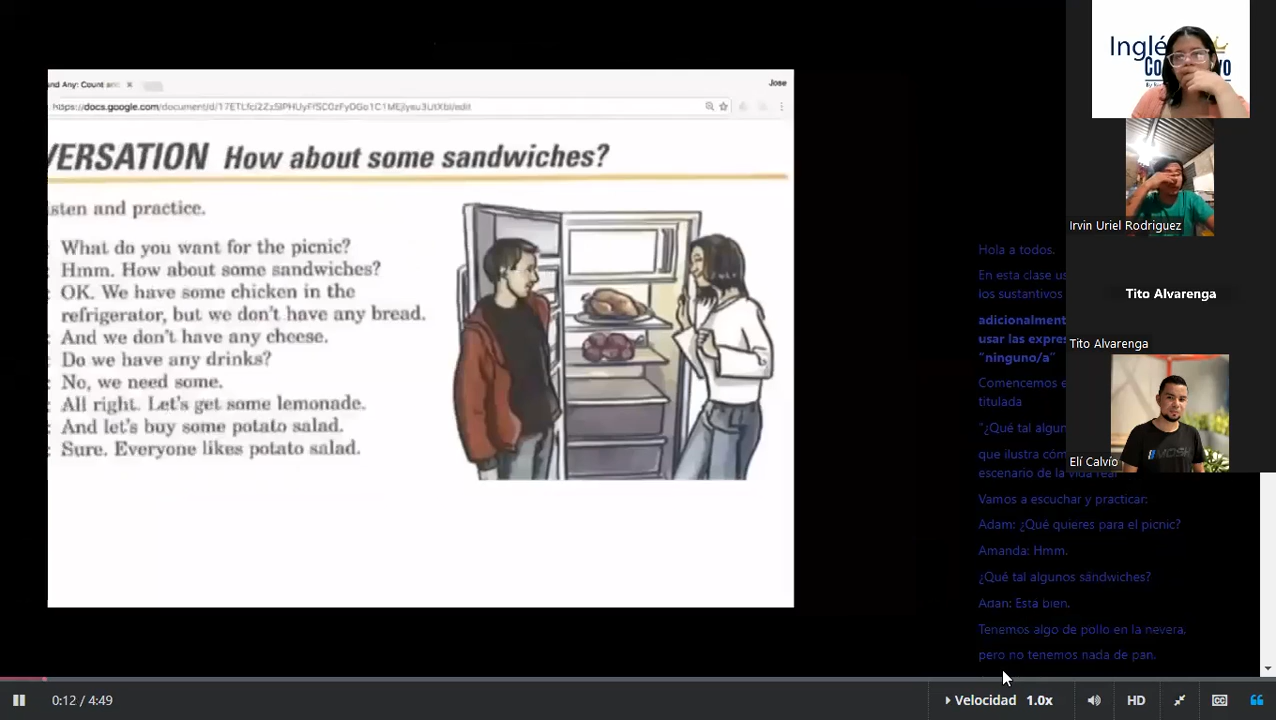 und Any: Count and
Jose
VERSATION How about some sandwiches?
isten and practice.
: What do you want for the picnic?
: Hmm. How about some sandwiches?
: OK. We have some chicken in the
refrigerator, but we don't have any bread.
: And we don't have any cheese.
: Do we have any drinks?
: No, we need some.
: All right. Let's get some lemonade.
: And let's buy some potato salad.
: Sure. Everyone likes potato salad.
Irvin Uriel Rodriguez
Tito Alvarenga
Tito Alvarenga
Elí Calvío
Hola a todos.
En esta clase
los sustantivos
adicionalment
usar las expres
"ninguno/a"
Comencemos e
titulada
"¿Qué tal algun
que ilustra cóm
escenario de la vida real
Vamos a escuchar y practicar:
Adam: ¿Qué quieres para el picnic?
Amanda: Hmm.
¿Qué tal algunos sándwiches?
Adan: Esta bien.
Tenemos algo de pollo en la nevera,
pero no tenemos nada de pan.
0:12 / 4:49
Velocidad 1.0x
HD
CC